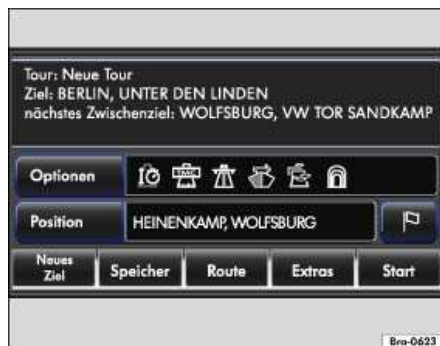 Tour: Neue Tour
Ziel: BERLIN, UNTER DEN LINDEN
nächstes Zwischenziel: WOLFSBURG, VW TOR SANDKAMP
Optionen
TMC
Position HEINENKAMP, WOLFSBURG
Neues
Ziel
Speicher Route Extras Start
Bra-0623